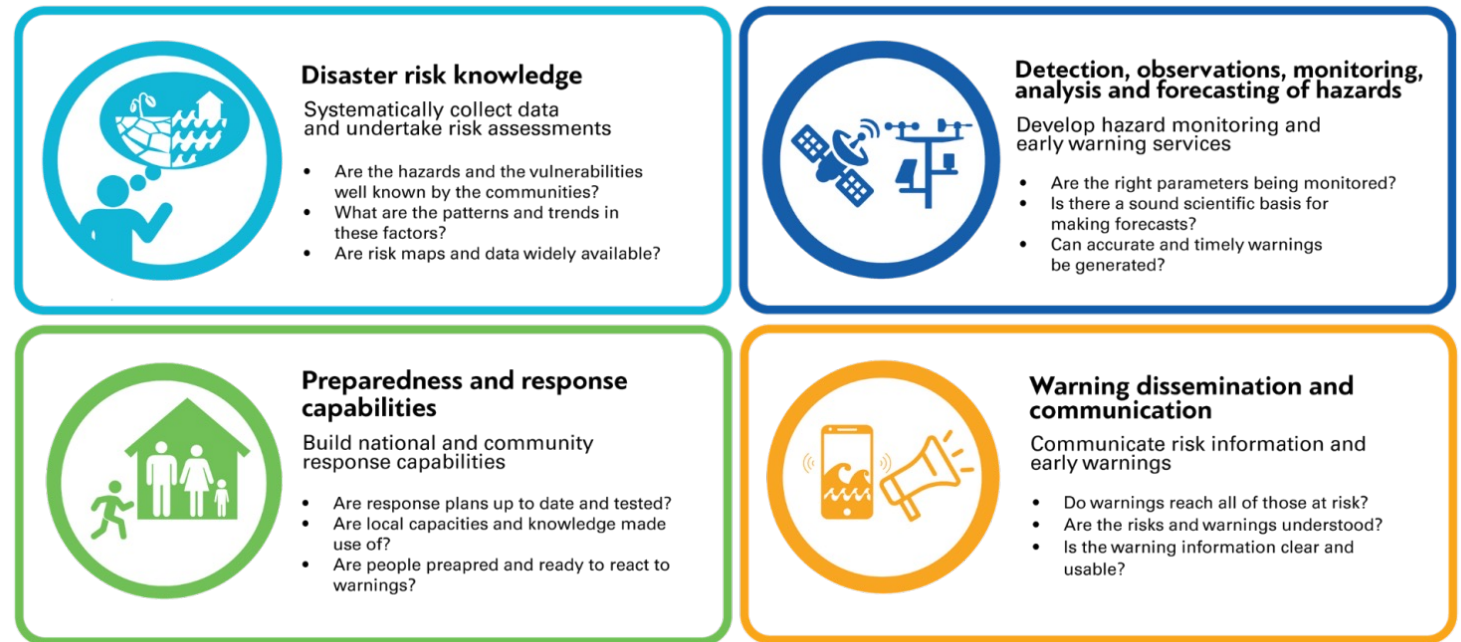 Disaster risk knowledge
Systematically collect data
and undertake risk assessments
• Are the hazards and the vulnerabilities
well known by the communities?
• What are the patterns and trends in
these factors?
• Are risk maps and data widely available?
Detection, observations, monitoring,
analysis and forecasting of hazards
Develop hazard monitoring and
early warning services
• Are the right parameters being monitored?
• Is there a sound scientific basis for
making forecasts?
• Can accurate and timely warnings
be generated?
Preparedness and response
capabilities
Build national and community
response capabilities
• Are response plans up to date and tested?
• Are local capacities and knowledge made
use of?
• Are people preapred and ready to react to
warnings?
Warning dissemination and
communication
Communicate risk information and
early warnings
• Do warnings reach all of those at risk?
• Are the risks and warnings understood?
• Is the warning information clear and
usable?